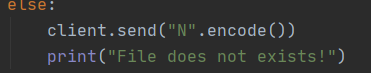 else:
    client.send("N".encode())
    print("File does not exists!")